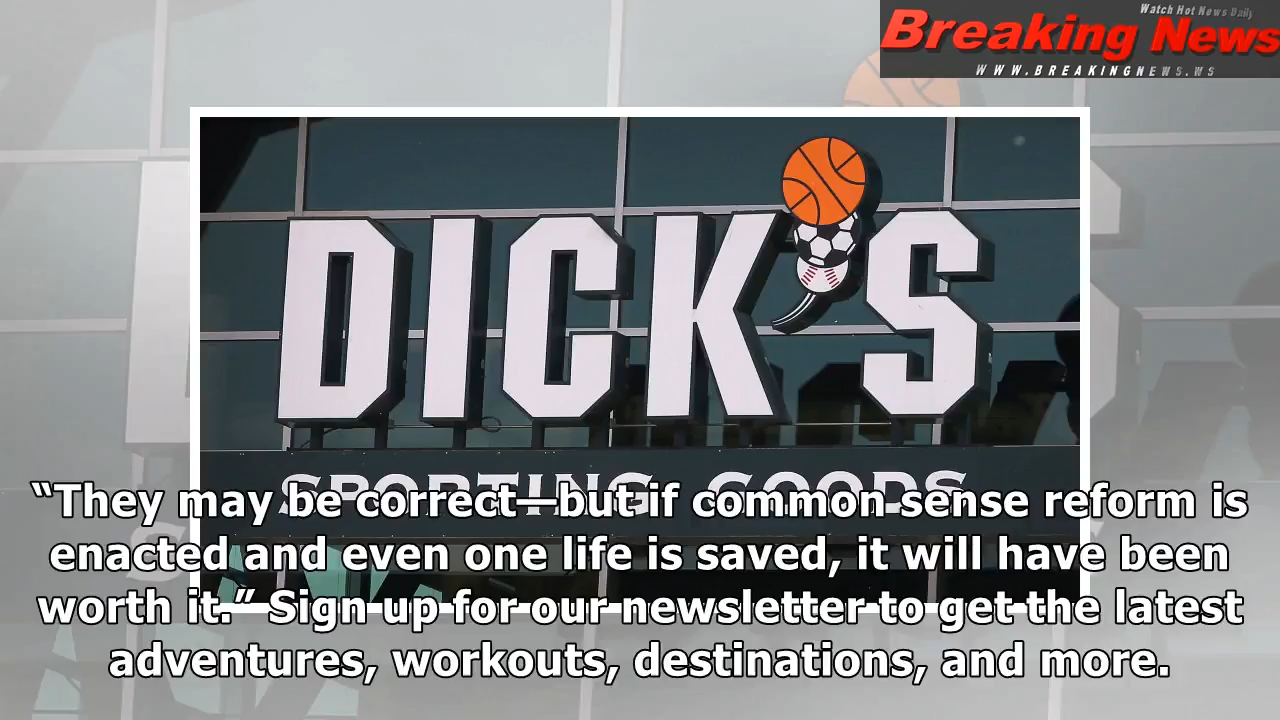 Watch Hot News Daily
Breaking News
WWW.BREAKINGNEWS.WS
DICK'S
SPORTING GOODS
“They may be correct—but if common sense reform is
enacted and even one life is saved, it will have been
worth it.” Sign up for our newsletter to get the latest
adventures, workouts, destinations, and more.